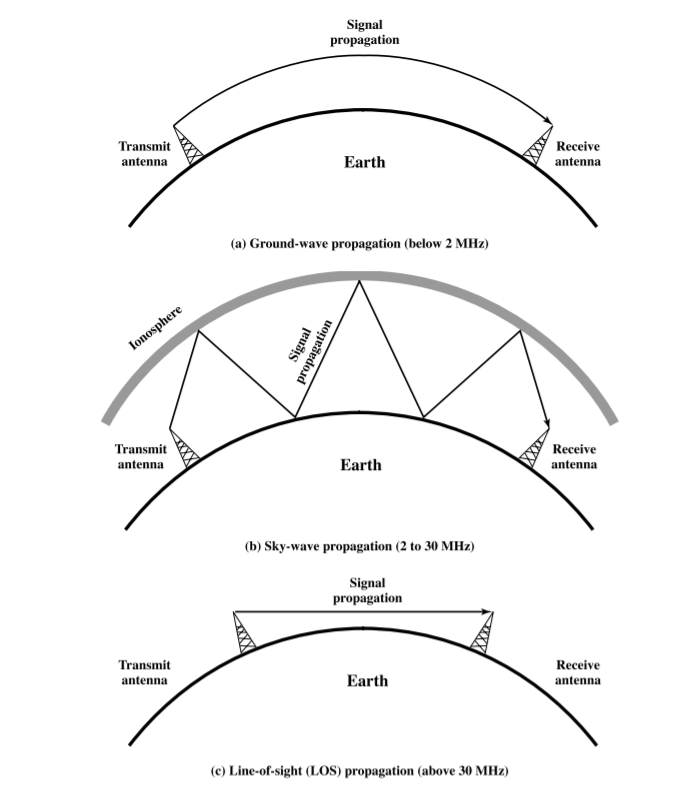 Signal
propagation
Transmit
antenna
Earth
Receive
antenna
(a) Ground-wave propagation (below 2 MHz)
Ionosphere
Signal
propagation
Transmit
antenna
Earth
Receive
antenna
(b) Sky-wave propagation (2 to 30 MHz)
Signal
propagation
Transmit
antenna
Earth
Receive
antenna
(c) Line-of-sight (LOS) propagation (above 30 MHz)